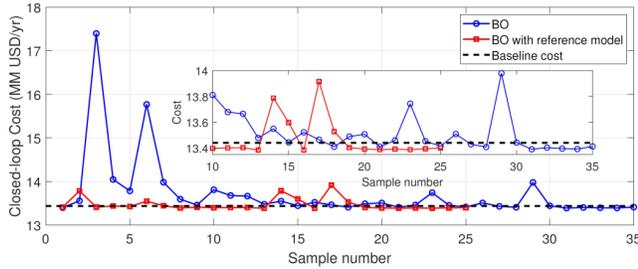 18
17
16
15
14
13
0 5 10 15 20 25 30 35
Closed-loop Cost (MM USD/yr)
Sample number
BO
BO with reference model
Baseline cost
14
13.8
13.6
13.4
10 15 20 25 30 35
Cost
Sample number